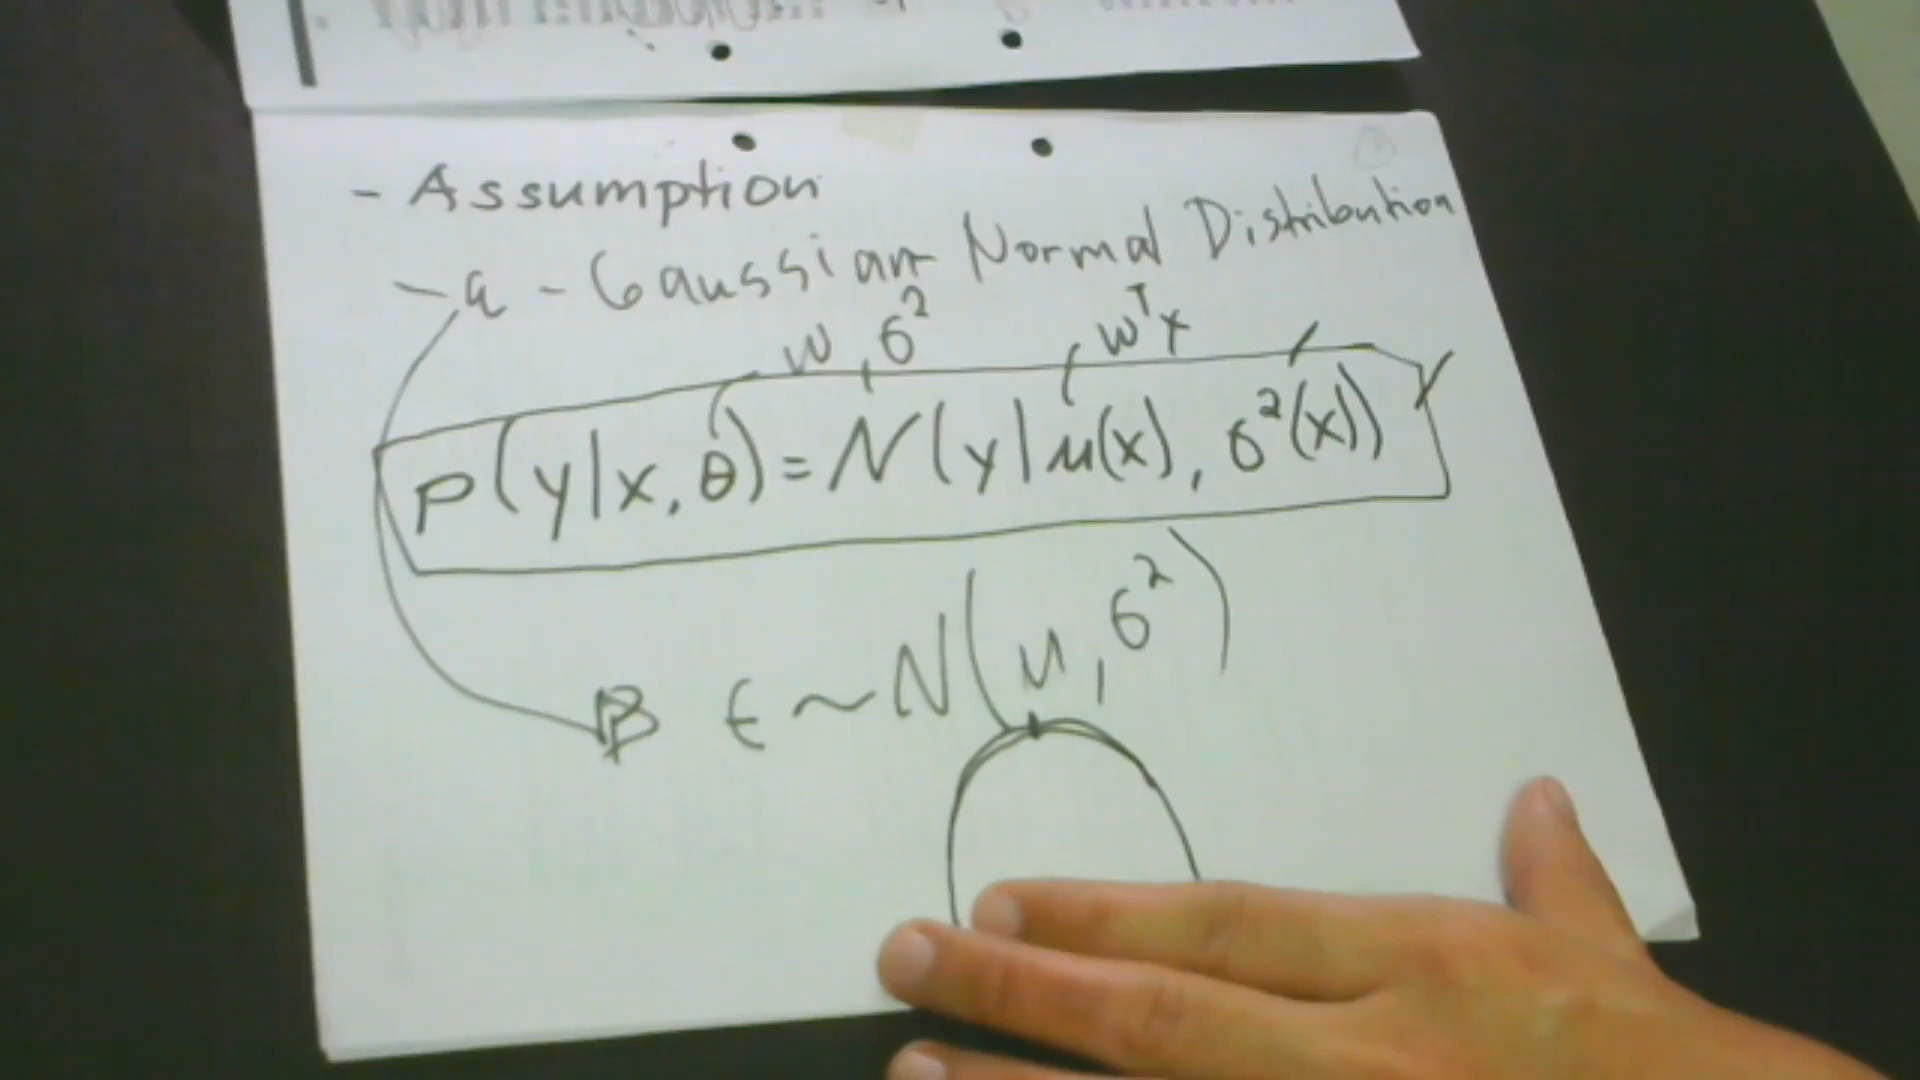 - Assumption
- ε - Gaussian Normal Distribution
w, σ²
wᵀx
P(y|x, θ) = N(y|μ(x), σ²(x))
ε ~ N(μ, σ²)